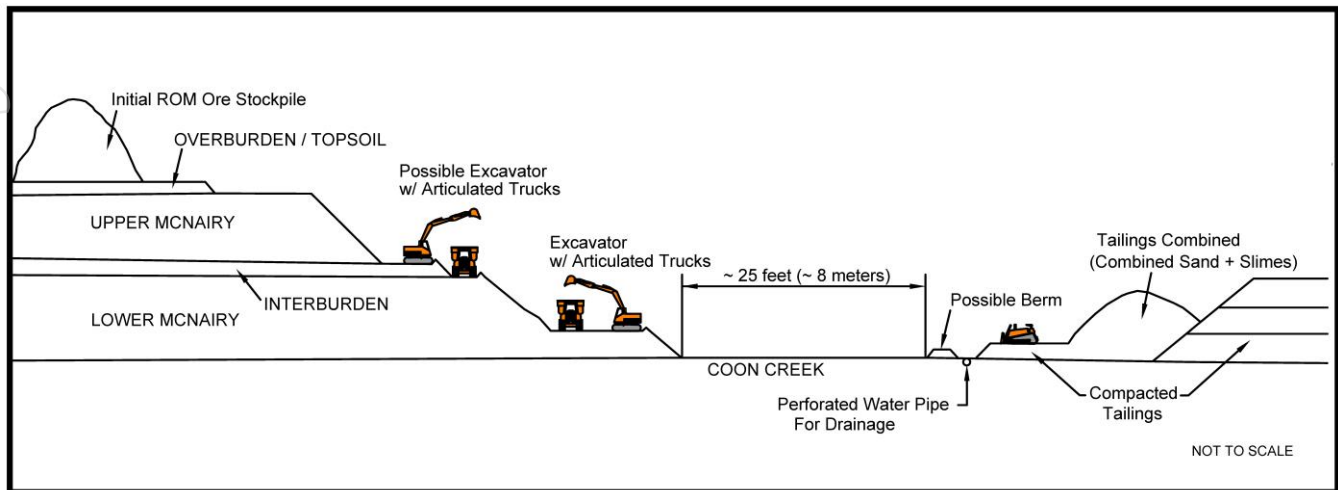 Initial ROM Ore Stockpile
OVERBURDEN / TOPSOIL
Possible Excavator
w/ Articulated Trucks
UPPER MCNAIRY
Excavator
w/ Articulated Trucks
Tailings Combined
(Combined Sand + Slimes)
~ 25 feet (~ 8 meters)
INTERBURDEN
Possible Berm
LOWER MCNAIRY
COON CREEK
Perforated Water Pipe
For Drainage
Compacted
Tailings
NOT TO SCALE